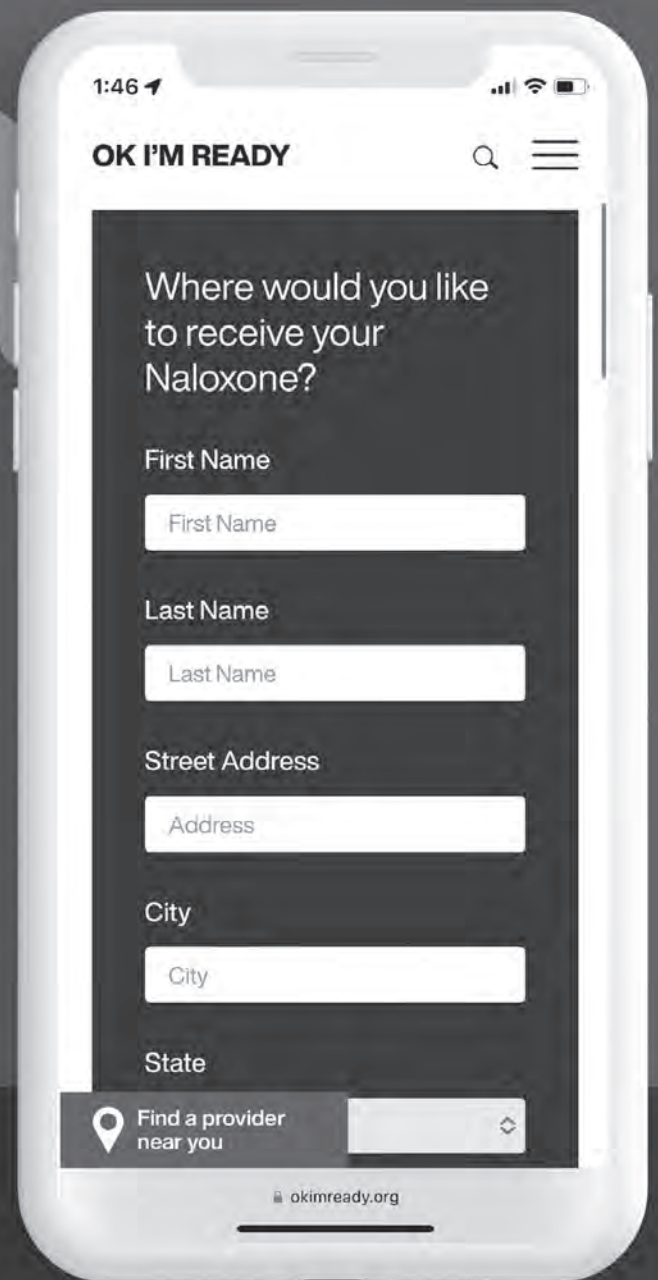 1:46
OK I'M READY
Where would you like
to receive your
Naloxone?
First Name
First Name
Last Name
Last Name
Street Address
Address
City
City
State
Find a provider
near you
okimready.org